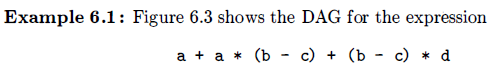 Example 6.1: Figure 6.3 shows the DAG for the expression
a + a * (b - c) + (b - c) * d